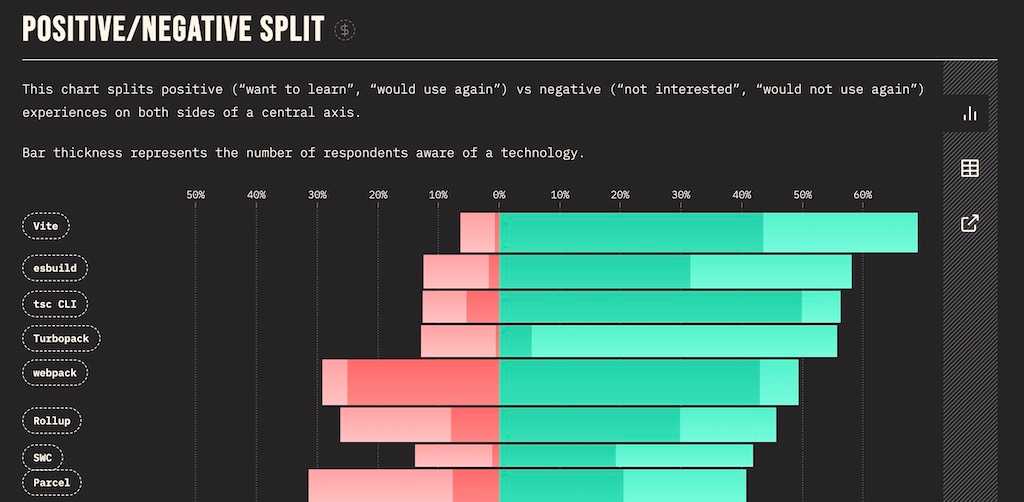 POSITIVE/NEGATIVE SPLIT $
This chart splits positive (“want to learn”, “would use again”) vs negative (“not interested”, “would not use again”)
experiences on both sides of a central axis.
Bar thickness represents the number of respondents aware of a technology.
50% 40% 30% 20% 10% 0% 10% 20% 30% 40% 50% 60%
Vite
esbuild
tsc CLI
Turbopack
webpack
Rollup
SWC
Parcel